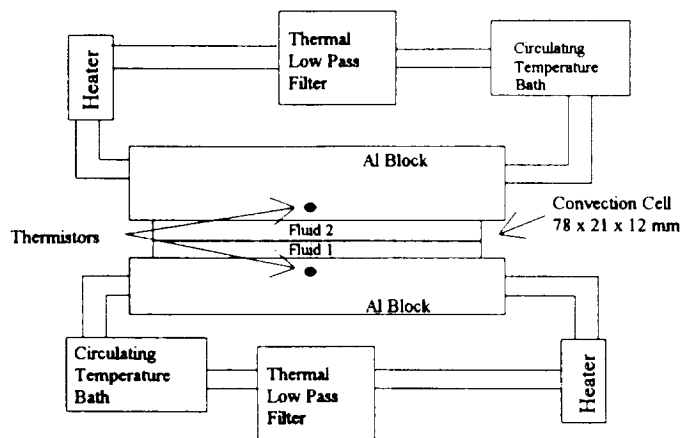 Thermal
Low Pass
Filter
Circulating
Temperature
Bath
Heater
Al Block
Convection Cell
78 x 21 x 12 mm
Fluid 2
Thermistors
Fluid 1
Al Block
Circulating
Temperature
Bath
Thermal
Low Pass
Filter
Heater